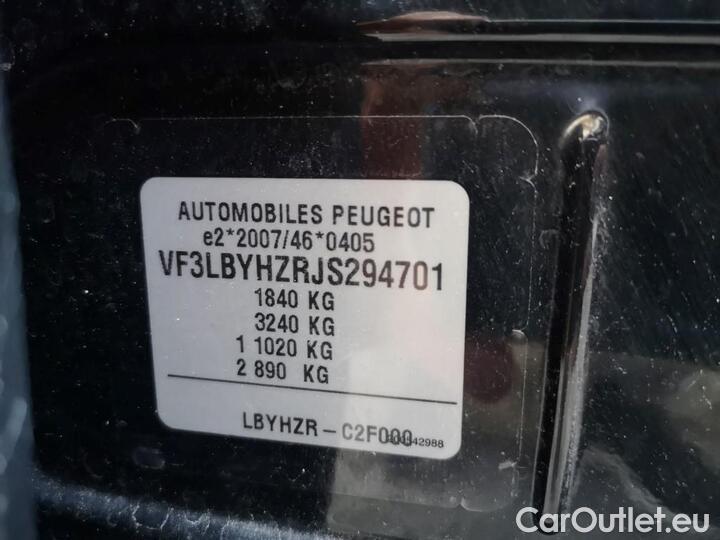 AUTOMOBILES PEUGEOT
e2*2007/46*0405
VF3LBYHZRJS294701
1840 KG
3240 KG
1 1020 KG
2 890 KG
LBYHZR - C2F000
CarOutlet.eu